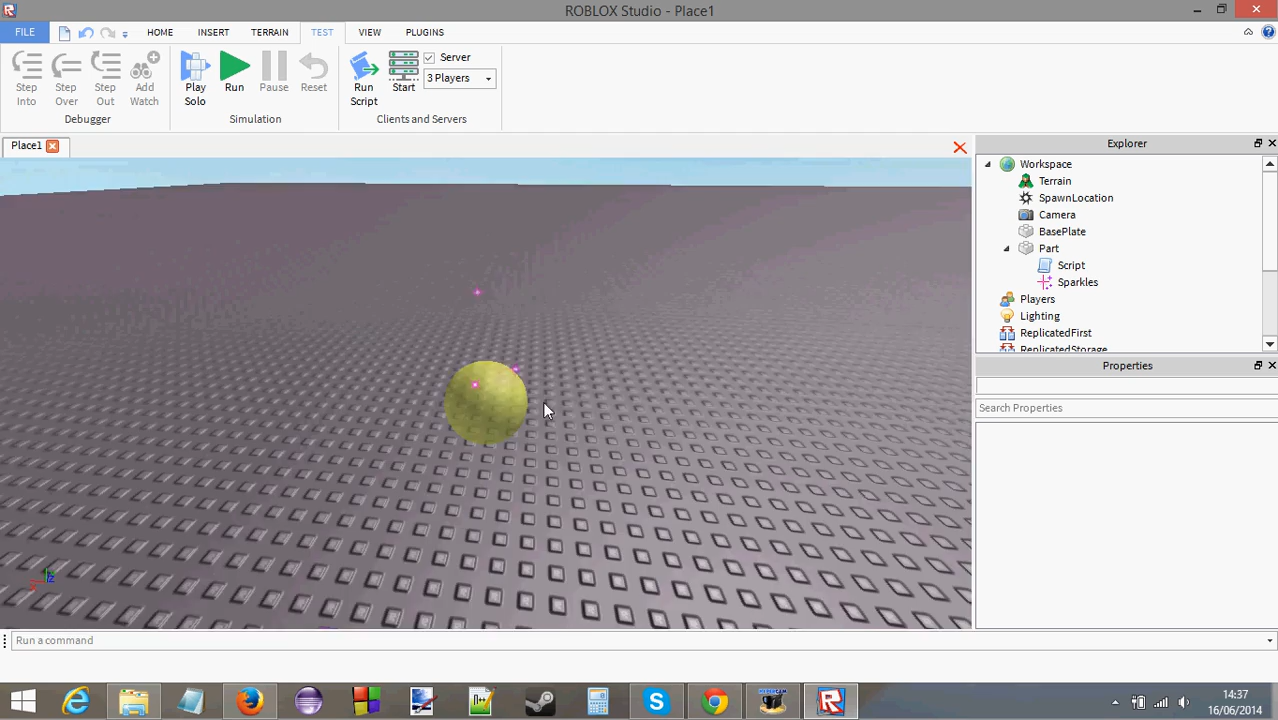 ROBLOX Studio - Place1
FILE
HOME
INSERT
TERRAIN
TEST
VIEW
PLUGINS
Step Into
Step Over
Step Out
Add Watch
Debugger
Play Solo
Run
Pause
Reset
Simulation
Run Script
Start
Server
3 Players
Clients and Servers
Place1
Explorer
Workspace
Terrain
SpawnLocation
Camera
BasePlate
Part
Script
Sparkles
Players
Lighting
ReplicatedFirst
ReplicatedStorage
Properties
Search Properties
Run a command
14:37
16/06/2014